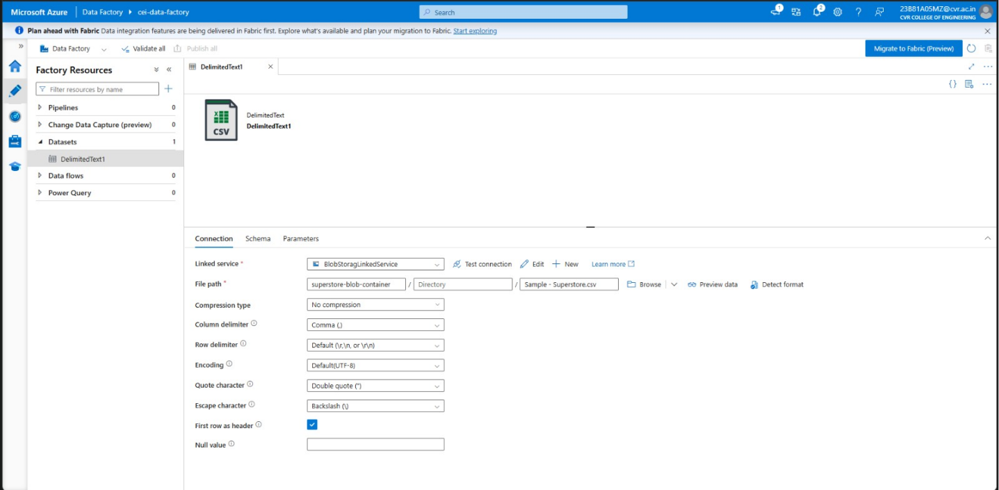 Microsoft Azure | Data Factory ▸ cei-data-factory
Search
1
2
23B81A05MZ@cvr.ac.in
CVR COLLEGE OF ENGINEERING
Plan ahead with Fabric Data integration features are being delivered in Fabric first. Explore what's available and plan your migration to Fabric. Start exploring
Data Factory
Validate all
Publish all
Migrate to Fabric (Preview)
Factory Resources
Filter resources by name
Pipelines 0
Change Data Capture (preview) 0
Datasets 1
DelimitedText1
Data flows 0
Power Query 0
DelimitedText1
CSV
DelimitedText
DelimitedText1
Connection Schema Parameters
Linked service * BlobStoragLinkedService Test connection Edit New Learn more
File path * superstore-blob-container / Directory / Sample - Superstore.csv Browse Preview data Detect format
Compression type No compression
Column delimiter Comma (,)
Row delimiter Default (\r,\n, or \r\n)
Encoding Default(UTF-8)
Quote character Double quote (")
Escape character Backslash (\)
First row as header
Null value